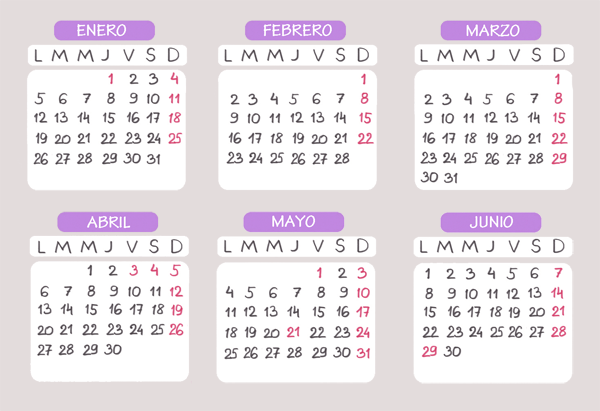 ENERO
L M M J V S D
1 2 3 4
5 6 7 8 9 10 11
12 13 14 15 16 17 18
19 20 21 22 23 24 25
26 27 28 29 30 31
FEBRERO
L M M J V S D
1
2 3 4 5 6 7 8
9 10 11 12 13 14 15
16 17 18 19 20 21 22
23 24 25 26 27 28
MARZO
L M M J V S D
1
2 3 4 5 6 7 8
9 10 11 12 13 14 15
16 17 18 19 20 21 22
23 24 25 26 27 28 29
30 31
ABRIL
L M M J V S D
1 2 3 4 5
6 7 8 9 10 11 12
13 14 15 16 17 18 19
20 21 22 23 24 25 26
27 28 29 30
MAYO
L M M J V S D
1 2 3
4 5 6 7 8 9 10
11 12 13 14 15 16 17
18 19 20 21 22 23 24
25 26 27 28 29 30 31
JUNIO
L M M J V S D
1 2 3 4 5 6 7
8 9 10 11 12 13 14
15 16 17 18 19 20 21
22 23 24 25 26 27 28
29 30